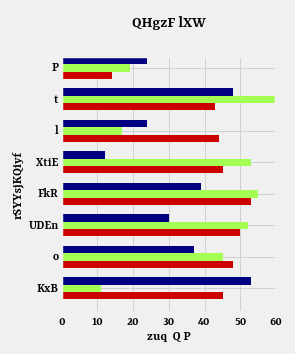 QHgzF lXW
P
t
l
XtiE
FkR
UDEn
o
KxB
rSYYsjKQiyf
0 10 20 30 40 50 60
zuq Q P